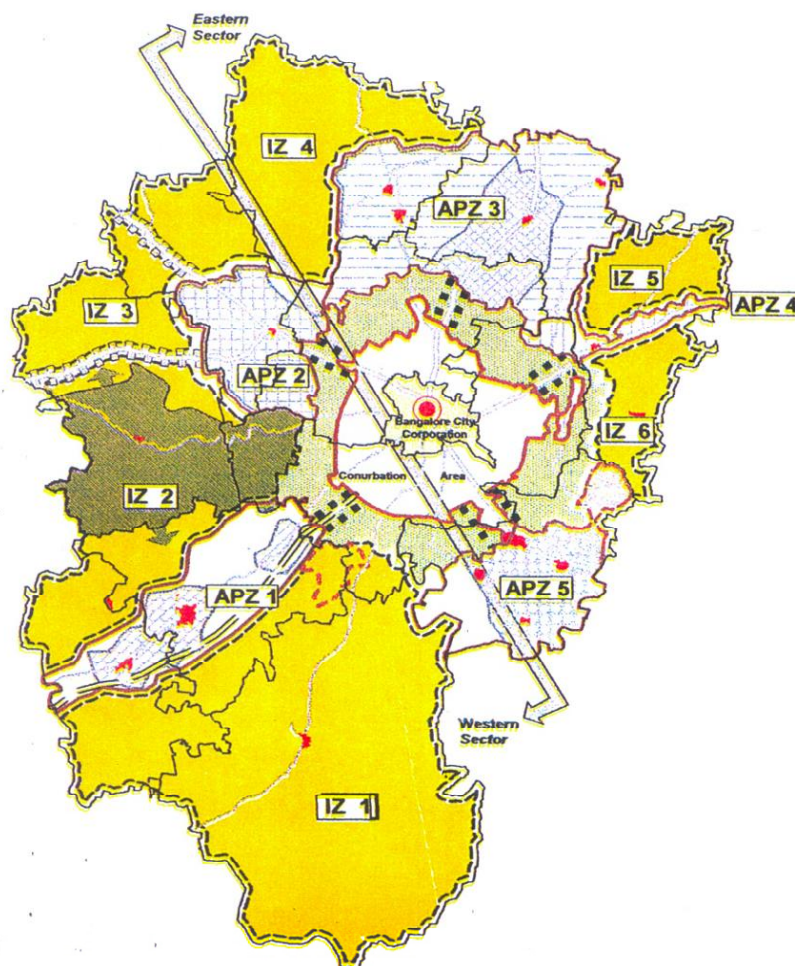 Eastern
Sector
IZ 4
APZ 3
IZ 5
APZ 4
IZ 3
APZ 2
Bangalore City
Corporation
IZ 6
Conurbation Area
IZ 2
APZ 5
APZ 1
Western
Sector
IZ 1